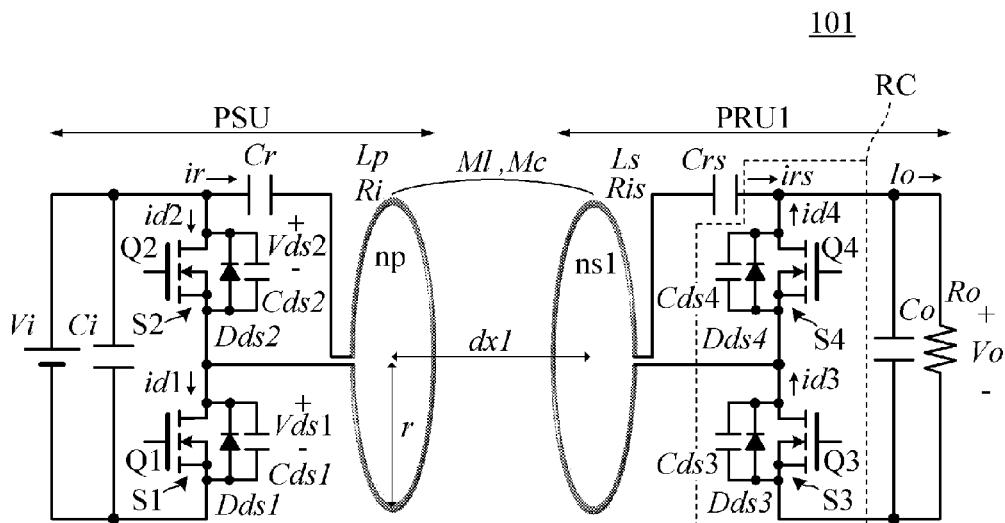 101
RC
PSU
PRU1
Cr
Lp
Ml , Mc
Ls
Crs
ir
Ri
Ris
irs
Io
id2
id4
Q2
+
Vds2
-
Cds2
np
ns1
Cds4
Q4
Vi
Ci
S2
Dds2
dx1
Dds4
S4
Co
Ro
+
Vo
-
id1
id3
+
Vds1
-
Cds1
r
Cds3
Q1
Q3
S1
Dds1
Dds3
S3